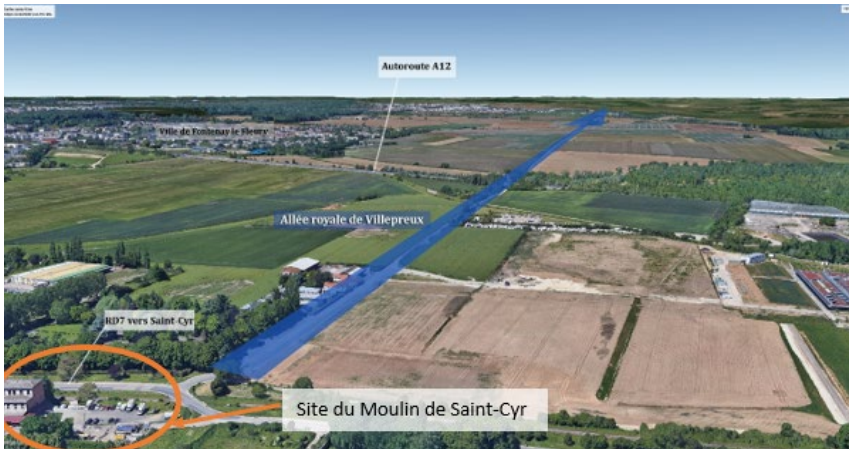 Autoroute A12
Ville de Fontenay le Fleury
Allée royale de Villepreux
RD7 vers Saint-Cyr
Site du Moulin de Saint-Cyr